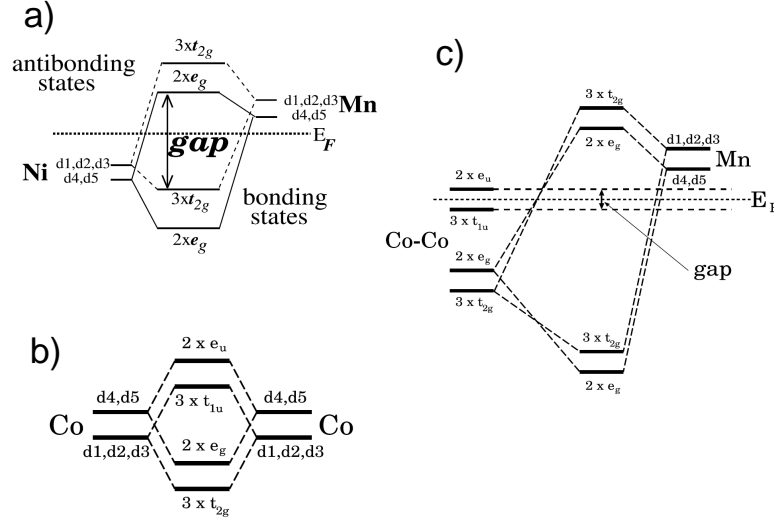 a)
3xt2g
antibonding
states
2xeg
d1,d2,d3
Mn
d4,d5
EF
gap
Ni
d1,d2,d3
d4,d5
3xt2g
bonding
states
2xeg
b)
2 x eu
d4,d5
3 x t1u
d4,d5
Co
Co
d1,d2,d3
2 x eg
d1,d2,d3
3 x t2g
c)
3 x t2g
2 x eg
d1,d2,d3
Mn
d4,d5
2 x eu
E F
3 x t1u
Co-Co
gap
2 x eg
3 x t2g
3 x t2g
2 x eg